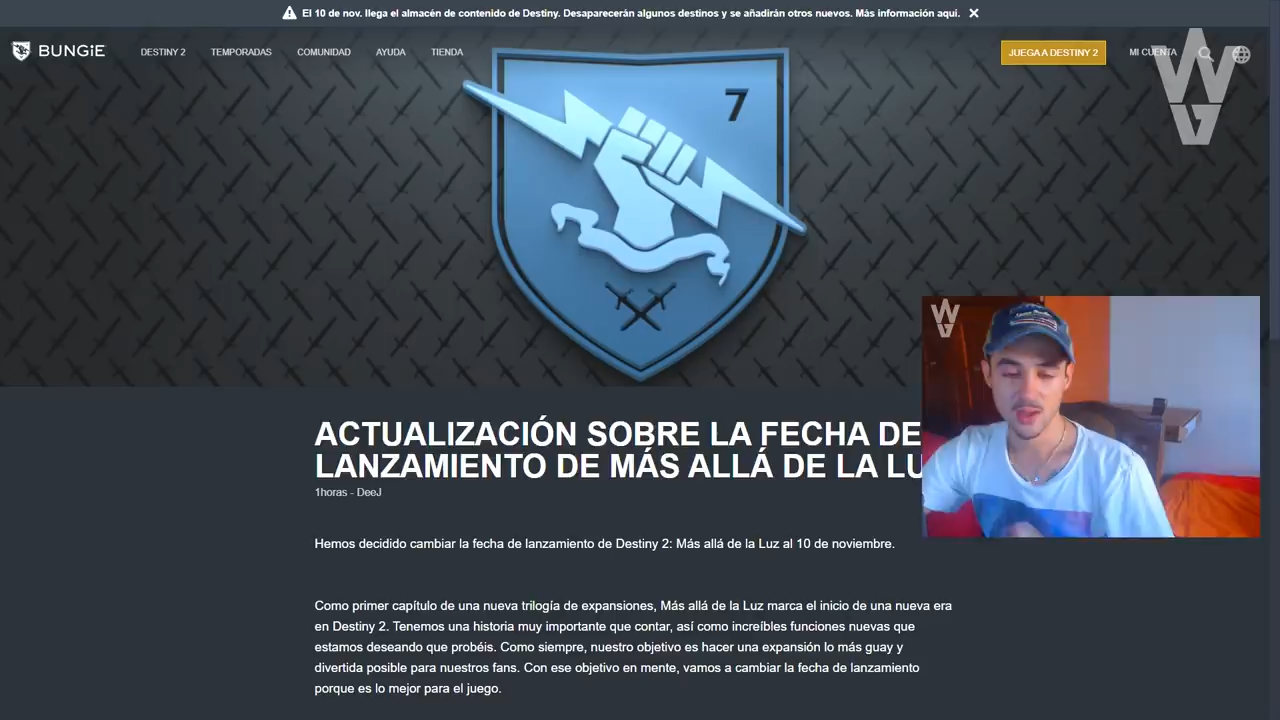 El 10 de nov. llega el almacén de contenido de Destiny. Desaparecerán algunos destinos y se añadirán otros nuevos. Más información aquí.
BUNGiE
DESTINY 2
TEMPORADAS
COMUNIDAD
AYUDA
TIENDA
JUEGA A DESTINY 2
MI CUENTA
WG
7
WG
ACTUALIZACIÓN SOBRE LA FECHA DE
LANZAMIENTO DE MÁS ALLÁ DE LA LU
1horas - DeeJ
Hemos decidido cambiar la fecha de lanzamiento de Destiny 2: Más allá de la Luz al 10 de noviembre.
Como primer capítulo de una nueva trilogía de expansiones, Más allá de la Luz marca el inicio de una nueva era
en Destiny 2. Tenemos una historia muy importante que contar, así como increíbles funciones nuevas que
estamos deseando que probéis. Como siempre, nuestro objetivo es hacer una expansión lo más guay y
divertida posible para nuestros fans. Con ese objetivo en mente, vamos a cambiar la fecha de lanzamiento
porque es lo mejor para el juego.